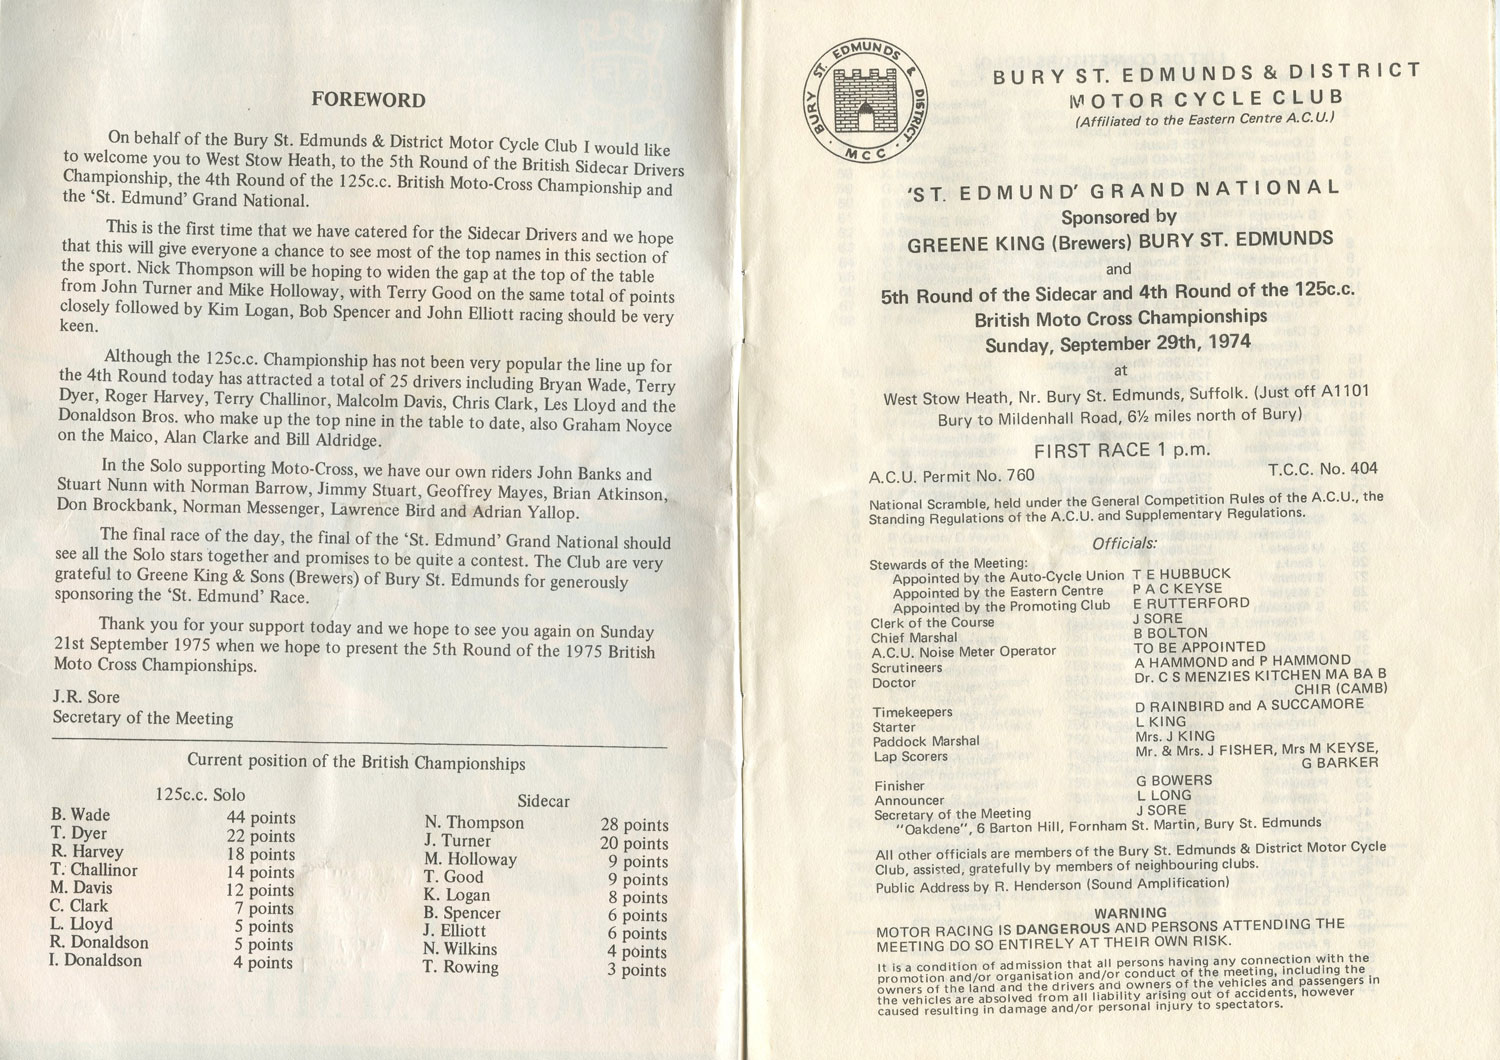 FOREWORD
On behalf of the Bury St. Edmunds & District Motor Cycle Club I would like
to welcome you to West Stow Heath, to the 5th Round of the British Sidecar Drivers
Championship, the 4th Round of the 125c.c. British Moto-Cross Championship and
the ‘St. Edmund’ Grand National.
This is the first time that we have catered for the Sidecar Drivers and we hope
that this will give everyone a chance to see most of the top names in this section of
the sport. Nick Thompson will be hoping to widen the gap at the top of the table
from John Turner and Mike Holloway, with Terry Good on the same total of points
closely followed by Kim Logan, Bob Spencer and John Elliott racing should be very
keen.
Although the 125c.c. Championship has not been very popular the line up for
the 4th Round today has attracted a total of 25 drivers including Bryan Wade, Terry
Dyer, Roger Harvey, Terry Challinor, Malcolm Davis, Chris Clark, Les Lloyd and the
Donaldson Bros. who make up the top nine in the table to date, also Graham Noyce
on the Maico, Alan Clarke and Bill Aldridge.
In the Solo supporting Moto-Cross, we have our own riders John Banks and
Stuart Nunn with Norman Barrow, Jimmy Stuart, Geoffrey Mayes, Brian Atkinson,
Don Brockbank, Norman Messenger, Lawrence Bird and Adrian Yallop.
The final race of the day, the final of the ‘St. Edmund’ Grand National should
see all the Solo stars together and promises to be quite a contest. The Club are very
grateful to Greene King & Sons (Brewers) of Bury St. Edmunds for generously
sponsoring the ‘St. Edmund’ Race.
Thank you for your support today and we hope to see you again on Sunday
21st September 1975 when we hope to present the 5th Round of the 1975 British
Moto Cross Championships.
J.R. Sore
Secretary of the Meeting
Current position of the British Championships
125c.c. Solo
B. Wade 44 points
T. Dyer 22 points
R. Harvey 18 points
T. Challinor 14 points
M. Davis 12 points
C. Clark 7 points
L. Lloyd 5 points
R. Donaldson 5 points
I. Donaldson 4 points
Sidecar
N. Thompson 28 points
J. Turner 20 points
M. Holloway 9 points
T. Good 9 points
K. Logan 8 points
B. Spencer 6 points
J. Elliott 6 points
N. Wilkins 4 points
T. Rowing 3 points
BURY ST. EDMUNDS & DISTRICT · MCC ·
BURY ST. EDMUNDS & DISTRICT
MOTOR CYCLE CLUB
(Affiliated to the Eastern Centre A.C.U.)
‘ST. EDMUND’ GRAND NATIONAL
Sponsored by
GREENE KING (Brewers) BURY ST. EDMUNDS
and
5th Round of the Sidecar and 4th Round of the 125c.c.
British Moto Cross Championships
Sunday, September 29th, 1974
at
West Stow Heath, Nr. Bury St. Edmunds, Suffolk. (Just off A1101
Bury to Mildenhall Road, 6½ miles north of Bury)
FIRST RACE 1 p.m.
A.C.U. Permit No. 760 T.C.C. No. 404
National Scramble, held under the General Competition Rules of the A.C.U., the
Standing Regulations of the A.C.U. and Supplementary Regulations.
Officials:
Stewards of the Meeting:
Appointed by the Auto-Cycle Union T E HUBBUCK
Appointed by the Eastern Centre P A C KEYSE
Appointed by the Promoting Club E RUTTERFORD
Clerk of the Course J SORE
Chief Marshal B BOLTON
A.C.U. Noise Meter Operator TO BE APPOINTED
Scrutineers A HAMMOND and P HAMMOND
Doctor Dr. C S MENZIES KITCHEN MA BA B
CHIR (CAMB)
Timekeepers D RAINBIRD and A SUCCAMORE
Starter L KING
Paddock Marshal Mrs. J KING
Lap Scorers Mr. & Mrs. J FISHER, Mrs M KEYSE,
G BARKER
Finisher G BOWERS
Announcer L LONG
Secretary of the Meeting J SORE
"Oakdene", 6 Barton Hill, Fornham St. Martin, Bury St. Edmunds
All other officials are members of the Bury St. Edmunds & District Motor Cycle
Club, assisted, gratefully by members of neighbouring clubs.
Public Address by R. Henderson (Sound Amplification)
WARNING
MOTOR RACING IS DANGEROUS AND PERSONS ATTENDING THE
MEETING DO SO ENTIRELY AT THEIR OWN RISK.
It is a condition of admission that all persons having any connection with the
promotion and/or organisation and/or conduct of the meeting, including the
owners of the land and the drivers and owners of the vehicles and passengers in
the vehicles are absolved from all liability arising out of accidents, however
caused resulting in damage and/or personal injury to spectators.